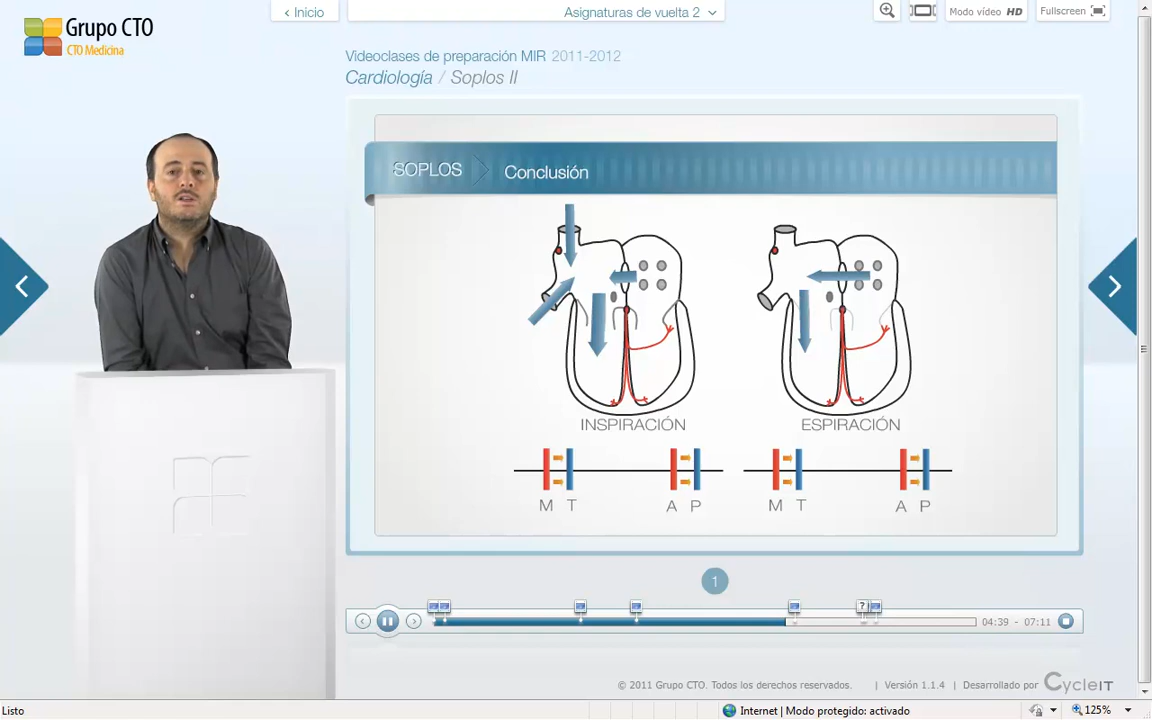 Grupo CTO
CTO Medicina
‹ Inicio
Asignaturas de vuelta 2
Modo vídeo HD
Fullscreen
Videoclases de preparación MIR 2011-2012
Cardiología / Soplos II
SOPLOS Conclusión
INSPIRACIÓN ESPIRACIÓN
M T A P M T A P
1
?
04:39 - 07:11
© 2011 Grupo CTO. Todos los derechos reservados. | Versión 1.1.4 | Desarrollado por CycleIT
Listo
Internet | Modo protegido: activado
125%